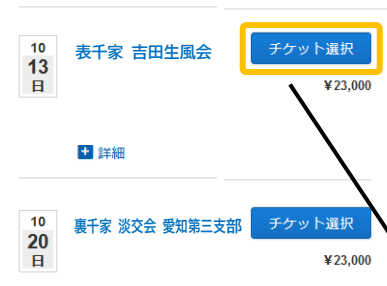 10
13
日
表千家 吉田生風会
チケット選択
¥23,000
詳細
10
20
日
裏千家 淡交会 愛知第三支部
チケット選択
¥23,000